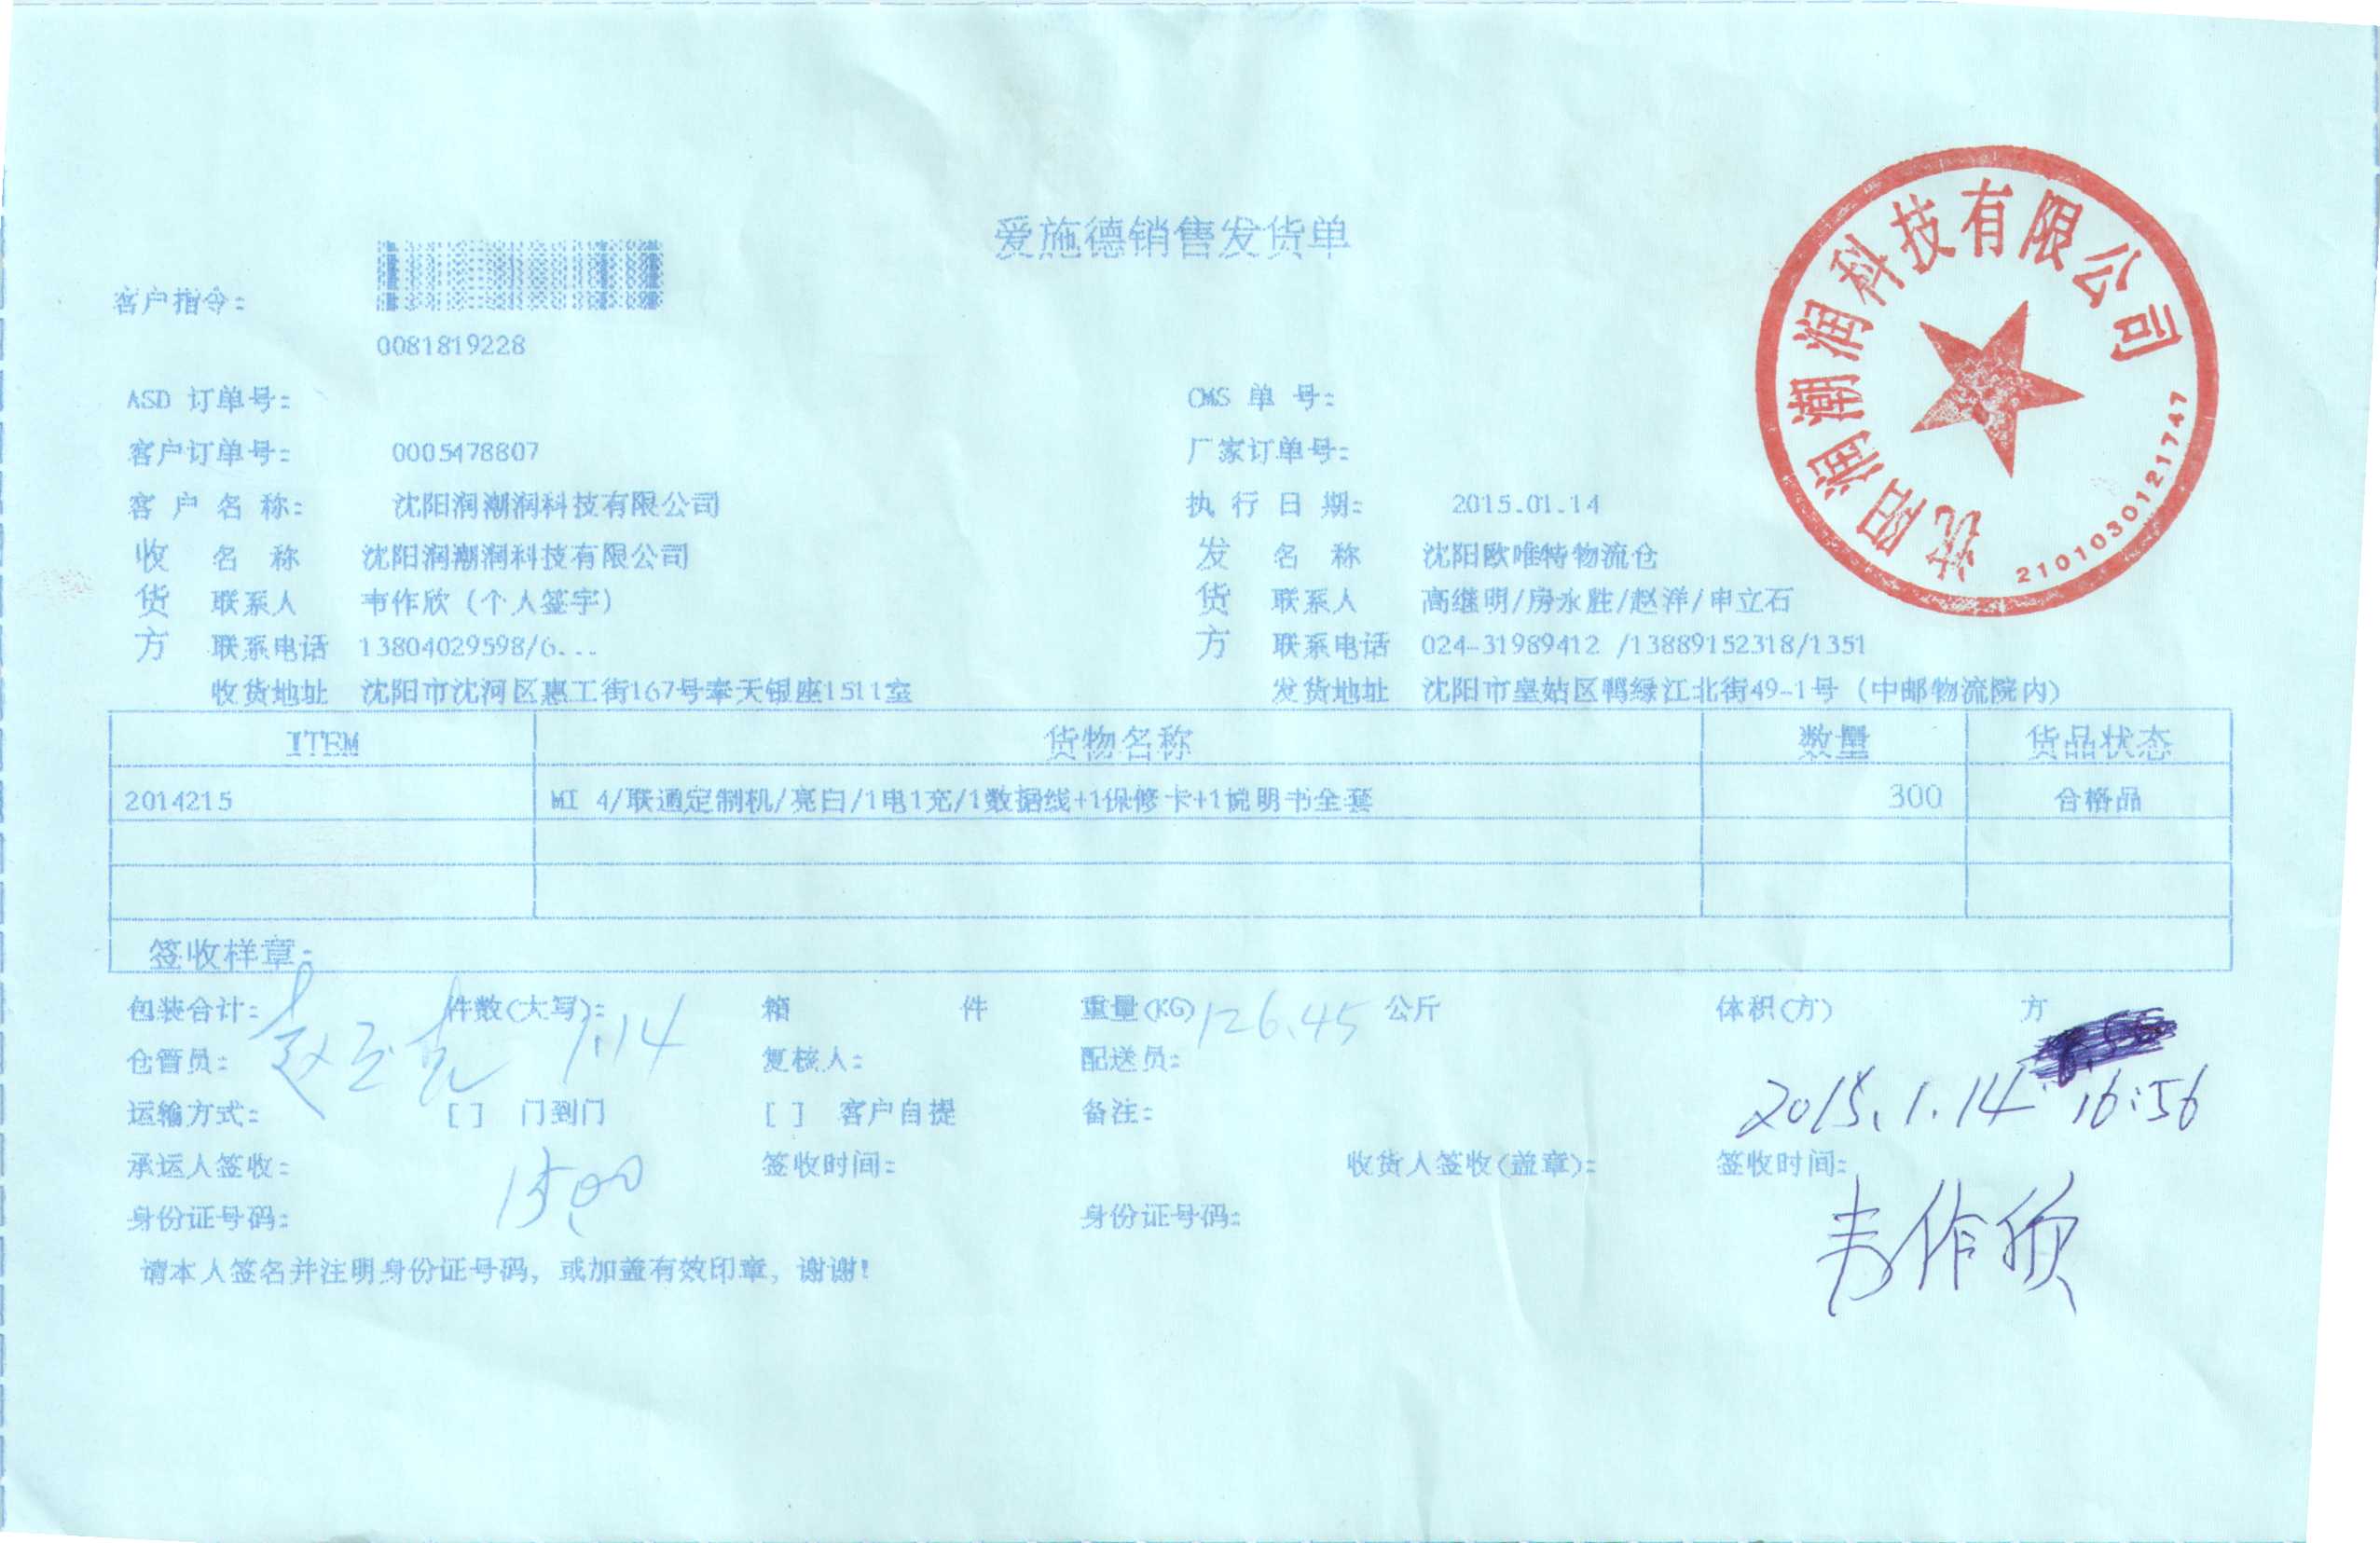 爱施德销售发货单
客户指令:
0081819228
ASD 订单号: CMS 单 号:
客户订单号: 0005478807 厂家订单号:
客 户 名 称: 沈阳润潮润科技有限公司 执 行 日 期: 2015.01.14
收 名 称 沈阳润潮润科技有限公司 发 名 称 沈阳欧唯特物流仓
货 联系人 韦作欣 (个人签字) 货 联系人 高继明/房永胜/赵洋/申立石
方 联系电话 13804029598/6... 方 联系电话 024-31989412 /13889152318/1351
收货地址 沈阳市沈河区惠工街167号奉天银座1511室 发货地址 沈阳市皇姑区鸭绿江北街49-1号 (中邮物流院内)
ITEM 货物名称 数量 货品状态
2014215 MI 4/联通定制机/亮白/1电1充/1数据线+1保修卡+1说明书全套 300 合格品
签收样章:
包装合计: 件数(大写): 箱 件 重量(KG) 126.45 公斤 体积(方) 方
仓管员: 1.14 复核人: 配送员:
2015.1.14 16:56
运输方式: [ ] 门到门 [ ] 客户自提 备注:
承运人签收: 1500 签收时间: 收货人签收(盖章): 签收时间:
身份证号码: 身份证号码: 韦作欣
请本人签名并注明身份证号码, 或加盖有效印章, 谢谢!
沈阳润潮润科技有限公司
2101030121747